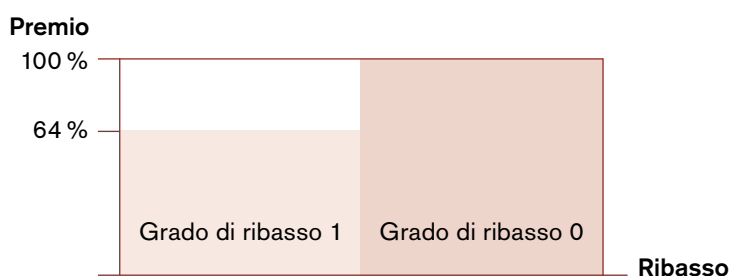 Premio
100 %
64 %
Grado di ribasso 1
Grado di ribasso 0
Ribasso